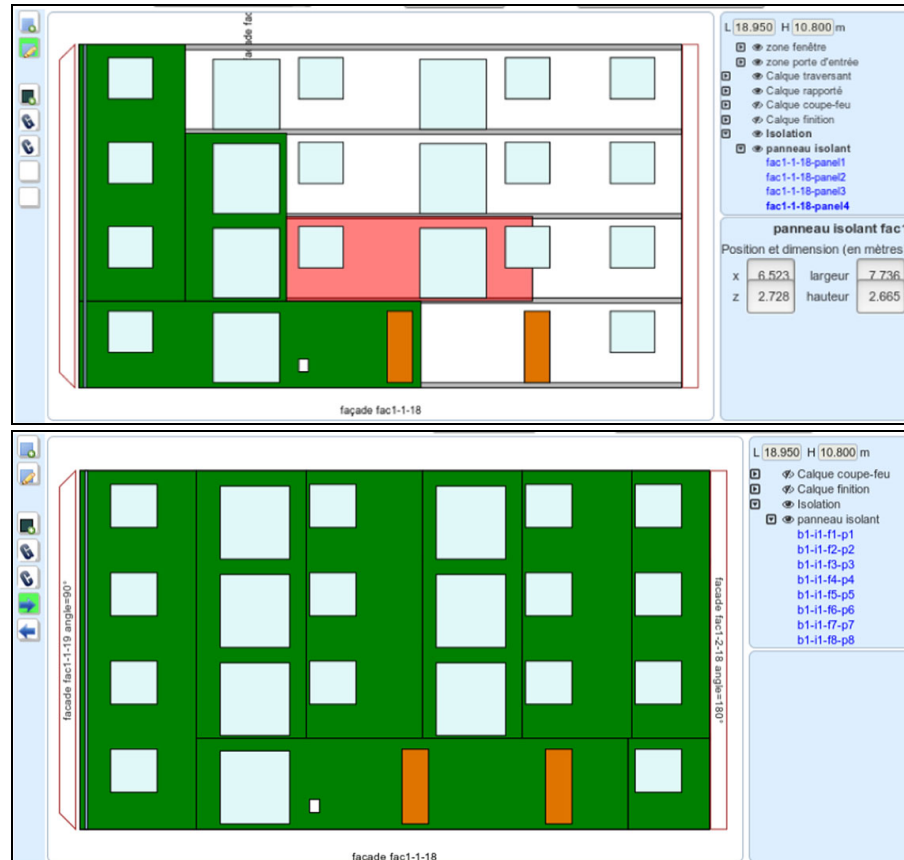 façade fac
L 18.950 H 10.800 m
zone fenêtre
zone porte d'entrée
Calque traversant
Calque rapporté
Calque coupe-feu
Calque finition
Isolation
panneau isolant
fac1-1-18-panel1
fac1-1-18-panel2
fac1-1-18-panel3
fac1-1-18-panel4
panneau isolant fac1
Position et dimension (en mètres
x 6.523 largeur 7.736
z 2.728 hauteur 2.665
façade fac1-1-18
L 18.950 H 10.800 m
Calque coupe-feu
Calque finition
Isolation
panneau isolant
b1-i1-f1-p1
b1-i1-f2-p2
b1-i1-f3-p3
b1-i1-f4-p4
b1-i1-f5-p5
b1-i1-f6-p6
b1-i1-f7-p7
b1-i1-f8-p8
facade fac1-1-19 angle=90°
facade fac1-2-18 angle=180°
façade fac1-1-18